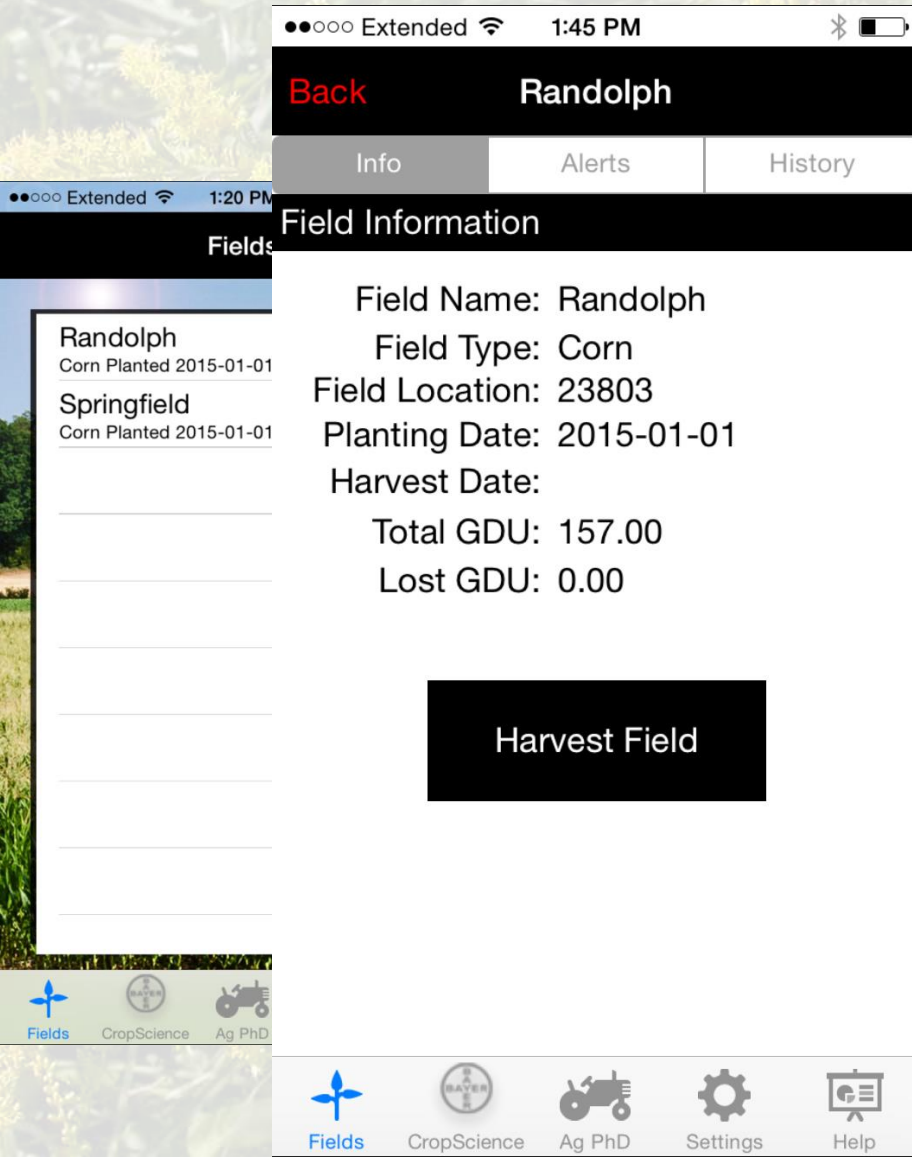 Extended 1:20 PM
Fields
Randolph
Corn Planted 2015-01-01
Springfield
Corn Planted 2015-01-01
BAYER
Fields CropScience Ag PhD
Extended 1:45 PM
Back Randolph
Info Alerts History
Field Information
Field Name: Randolph
Field Type: Corn
Field Location: 23803
Planting Date: 2015-01-01
Harvest Date:
Total GDU: 157.00
Lost GDU: 0.00
Harvest Field
BAYER
Fields CropScience Ag PhD Settings Help